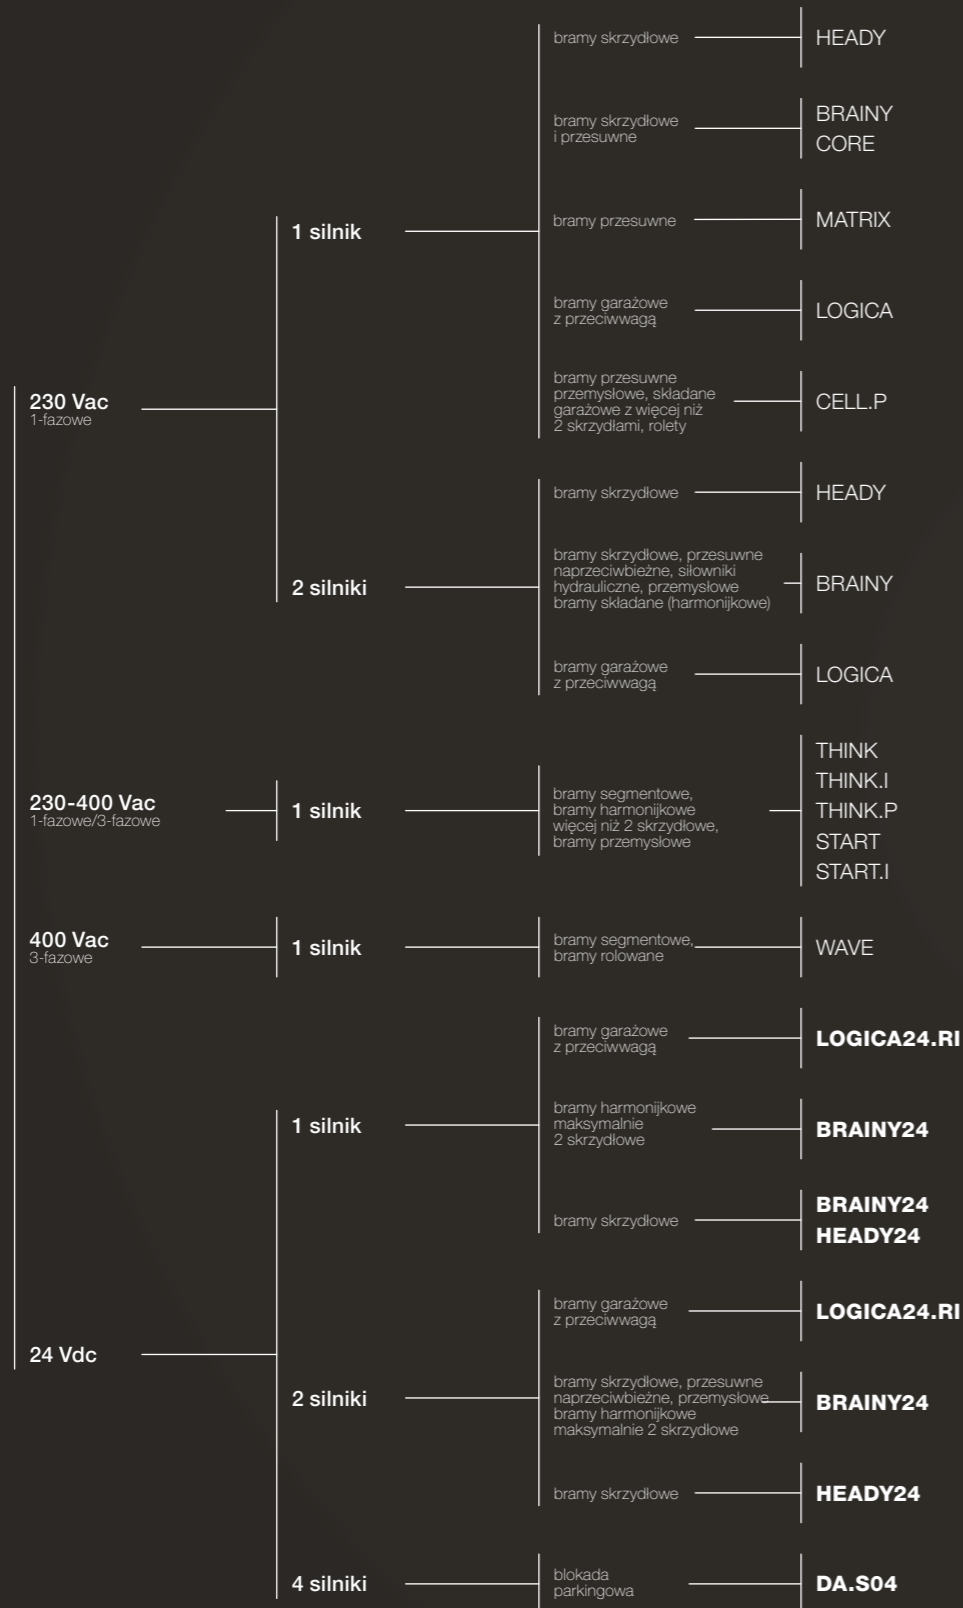 230 Vac
1-fazowe
1 silnik
bramy skrzydłowe
HEADY
bramy skrzydłowe
i przesuwne
BRAINY
CORE
bramy przesuwne
MATRIX
bramy garażowe
z przeciwwagą
LOGICA
bramy przesuwne
przemysłowe, składane
garażowe z więcej niż
2 skrzydłami, rolety
CELL.P
2 silniki
bramy skrzydłowe
HEADY
bramy skrzydłowe, przesuwne
naprzeciwbieżne, siłowniki
hydrauliczne, przemysłowe
bramy składane (harmonijkowe)
BRAINY
bramy garażowe
z przeciwwagą
LOGICA
230-400 Vac
1-fazowe/3-fazowe
1 silnik
bramy segmentowe,
bramy harmonijkowe
więcej niż 2 skrzydłowe,
bramy przemysłowe
THINK
THINK.I
THINK.P
START
START.I
400 Vac
3-fazowe
1 silnik
bramy segmentowe,
bramy rolowane
WAVE
24 Vdc
1 silnik
bramy garażowe
z przeciwwagą
LOGICA24.RI
bramy harmonijkowe
maksymalnie
2 skrzydłowe
BRAINY24
bramy skrzydłowe
BRAINY24
HEADY24
2 silniki
bramy garażowe
z przeciwwagą
LOGICA24.RI
bramy skrzydłowe, przesuwne
naprzeciwbieżne, przemysłowe
bramy harmonijkowe
maksymalnie 2 skrzydłowe
BRAINY24
bramy skrzydłowe
HEADY24
4 silniki
blokada
parkingowa
DA.S04